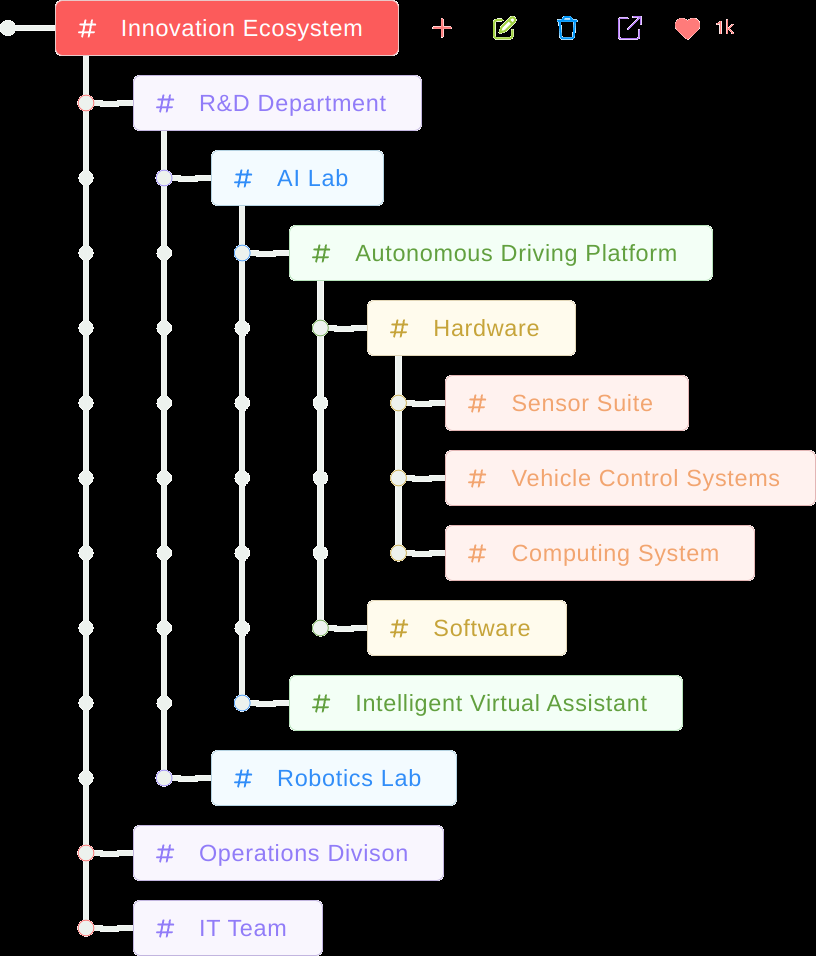 # Innovation Ecosystem 1k
# R&D Department
# AI Lab
# Autonomous Driving Platform
# Hardware
# Sensor Suite
# Vehicle Control Systems
# Computing System
# Software
# Intelligent Virtual Assistant
# Robotics Lab
# Operations Divison
# IT Team